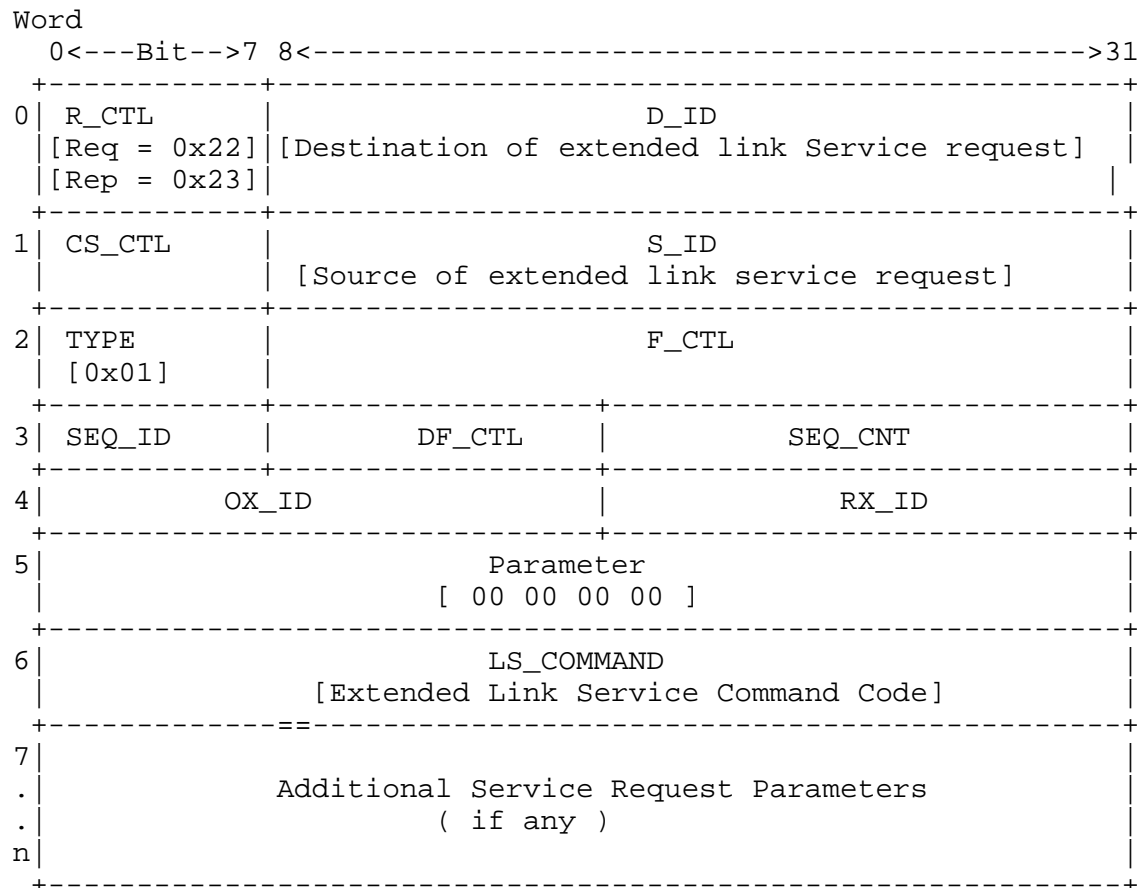 Word
  0<---Bit-->7 8<------------------------------------------->31
 +------------+-----------------------------------------------+
0| R_CTL      |                     D_ID                      |
 |[Req = 0x22]|[Destination of extended link Service request] |
 |[Rep = 0x23]|                                              |
 +------------+-----------------------------------------------+
1| CS_CTL     |                     S_ID                      |
 |            | [Source of extended link service request]     |
 +------------+-----------------------------------------------+
2| TYPE       |                     F_CTL                     |
 | [0x01]     |                                               |
 +------------+------------------+----------------------------+
3| SEQ_ID     |        DF_CTL    |          SEQ_CNT           |
 +------------+------------------+----------------------------+
4|          OX_ID                |             RX_ID          |
 +-------------------------------+----------------------------+
5|                         Parameter                          |
 |                      [ 00 00 00 00 ]                       |
 +------------------------------------------------------------+
6|                         LS_COMMAND                         |
 |               [Extended Link Service Command Code]         |
 +-------------==---------------------------------------------+
7|                                                            |
.|             Additional Service Request Parameters          |
.|                      ( if any )                            |
n|                                                            |
 +------------------------------------------------------------+